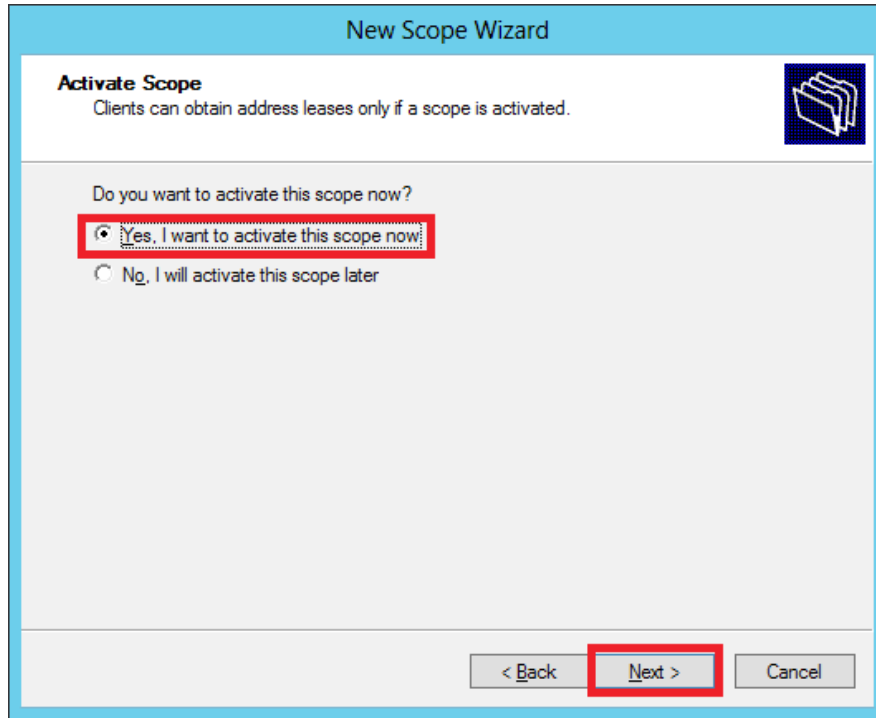 New Scope Wizard
Activate Scope
Clients can obtain address leases only if a scope is activated.
Do you want to activate this scope now?
Yes, I want to activate this scope now
No, I will activate this scope later
< Back
Next >
Cancel